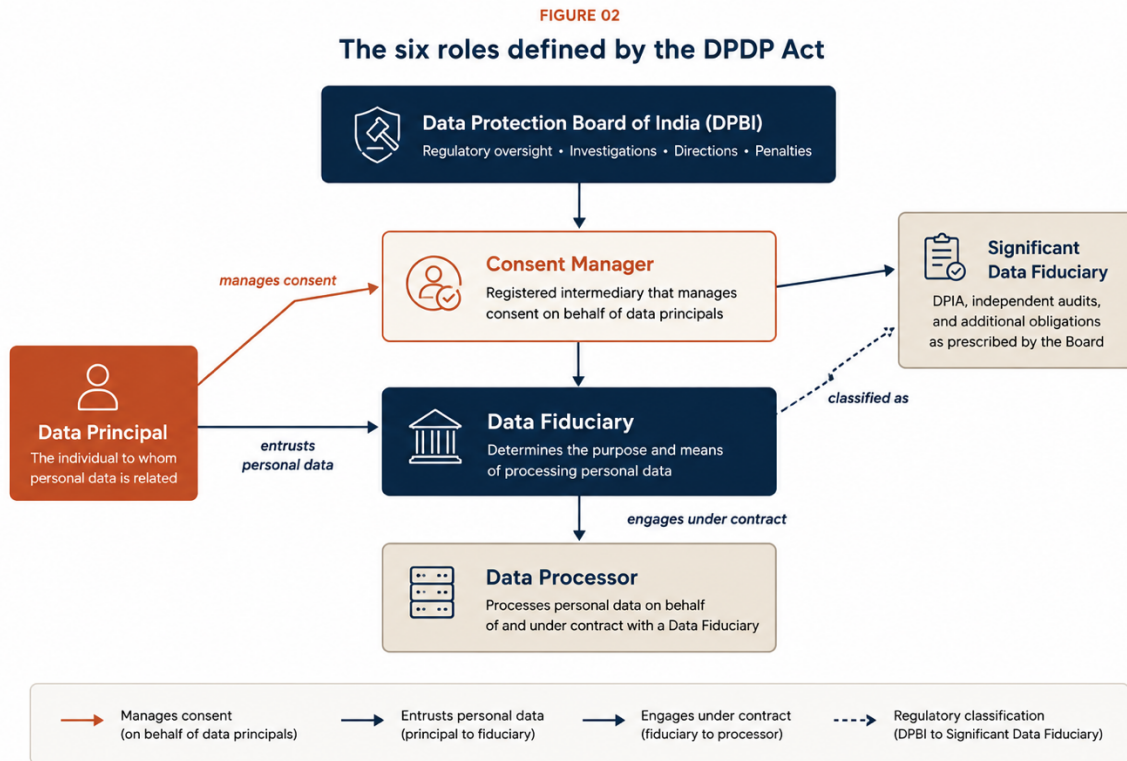 FIGURE 02
The six roles defined by the DPDP Act
Data Protection Board of India (DPBI)
Regulatory oversight • Investigations • Directions • Penalties
manages consent
Consent Manager
Registered intermediary that manages
consent on behalf of data principals
Significant
Data Fiduciary
DPIA, independent audits,
and additional obligations
as prescribed by the Board
classified as
Data Principal
The individual to whom
personal data is related
entrusts
personal data
Data Fiduciary
Determines the purpose and means
of processing personal data
engages under contract
Data Processor
Processes personal data on behalf
of and under contract with a Data Fiduciary
Manages consent
(on behalf of data principals)
Entrusts personal data
(principal to fiduciary)
Engages under contract
(fiduciary to processor)
Regulatory classification
(DPBI to Significant Data Fiduciary)